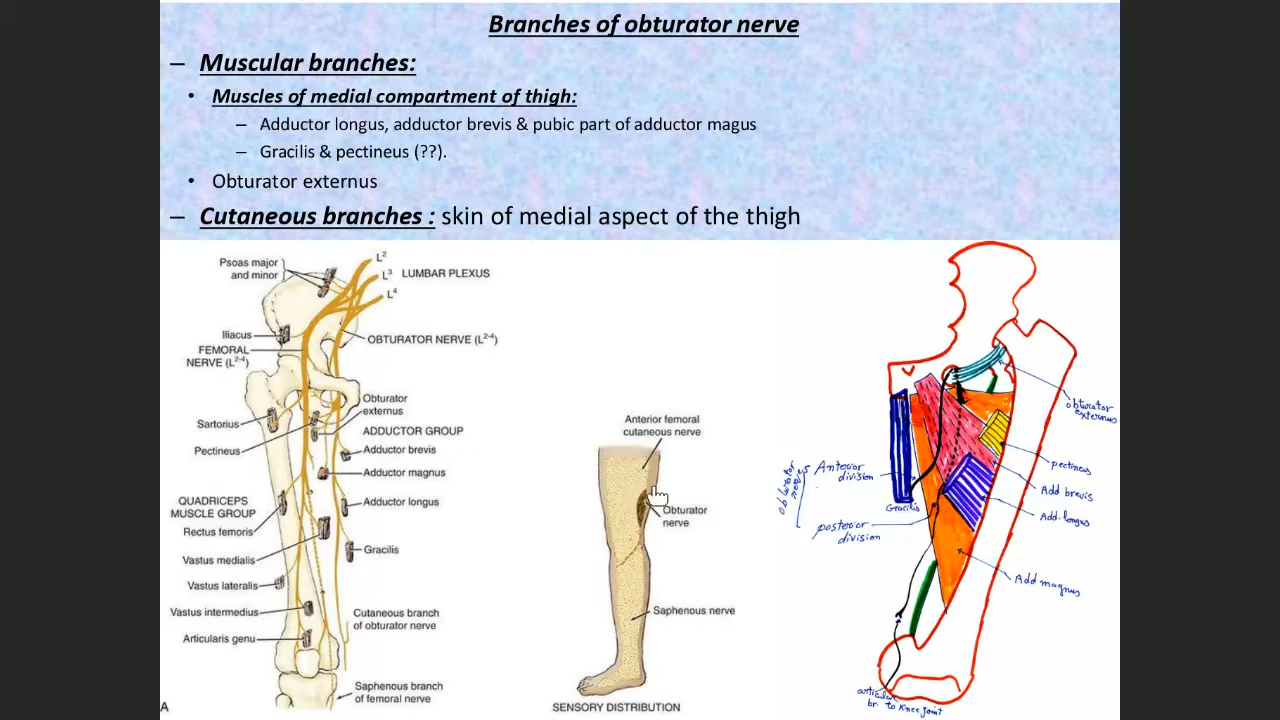 Branches of obturator nerve
– Muscular branches:
• Muscles of medial compartment of thigh:
– Adductor longus, adductor brevis & pubic part of adductor magus
– Gracilis & pectineus (??).
• Obturator externus
– Cutaneous branches : skin of medial aspect of the thigh
Psoas major
and minor
L2
L3
LUMBAR PLEXUS
L4
Iliacus
FEMORAL
NERVE (L2-4)
OBTURATOR NERVE (L2-4)
Obturator
externus
Sartorius
ADDUCTOR GROUP
Pectineus
Adductor brevis
Adductor magnus
QUADRICEPS
MUSCLE GROUP
Adductor longus
Rectus femoris
Gracilis
Vastus medialis
Vastus lateralis
Vastus intermedius
Cutaneous branch
of obturator nerve
Articularis genu
Saphenous branch
of femoral nerve
A
Anterior femoral
cutaneous nerve
Obturator
nerve
Saphenous nerve
SENSORY DISTRIBUTION
obturator
externus
pectineus
Add brevis
Add. longus
Add magnus
obturator
nerve
Anterior
division
Gracilis
posterior
division
articular
br. to Knee Joint